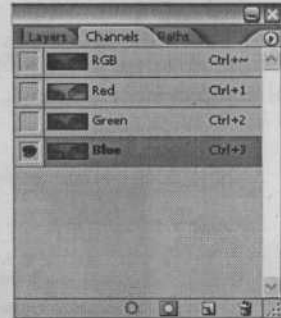 Layers Channels Paths
RGB Ctrl+~
Red Ctrl+1
Green Ctrl+2
Blue Ctrl+3